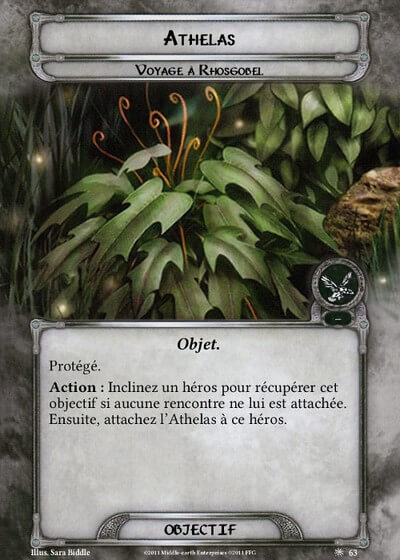 Athelas
Voyage à Rhosgobel
Objet.
Protégé.
Action : Inclinez un héros pour récupérer cet
objectif si aucune rencontre ne lui est attachée.
Ensuite, attachez l'Athelas à ce héros.
OBJECTIF
Illus. Sara Biddle
©2011 Middle-earth Enterprises ©2011 FFG
63